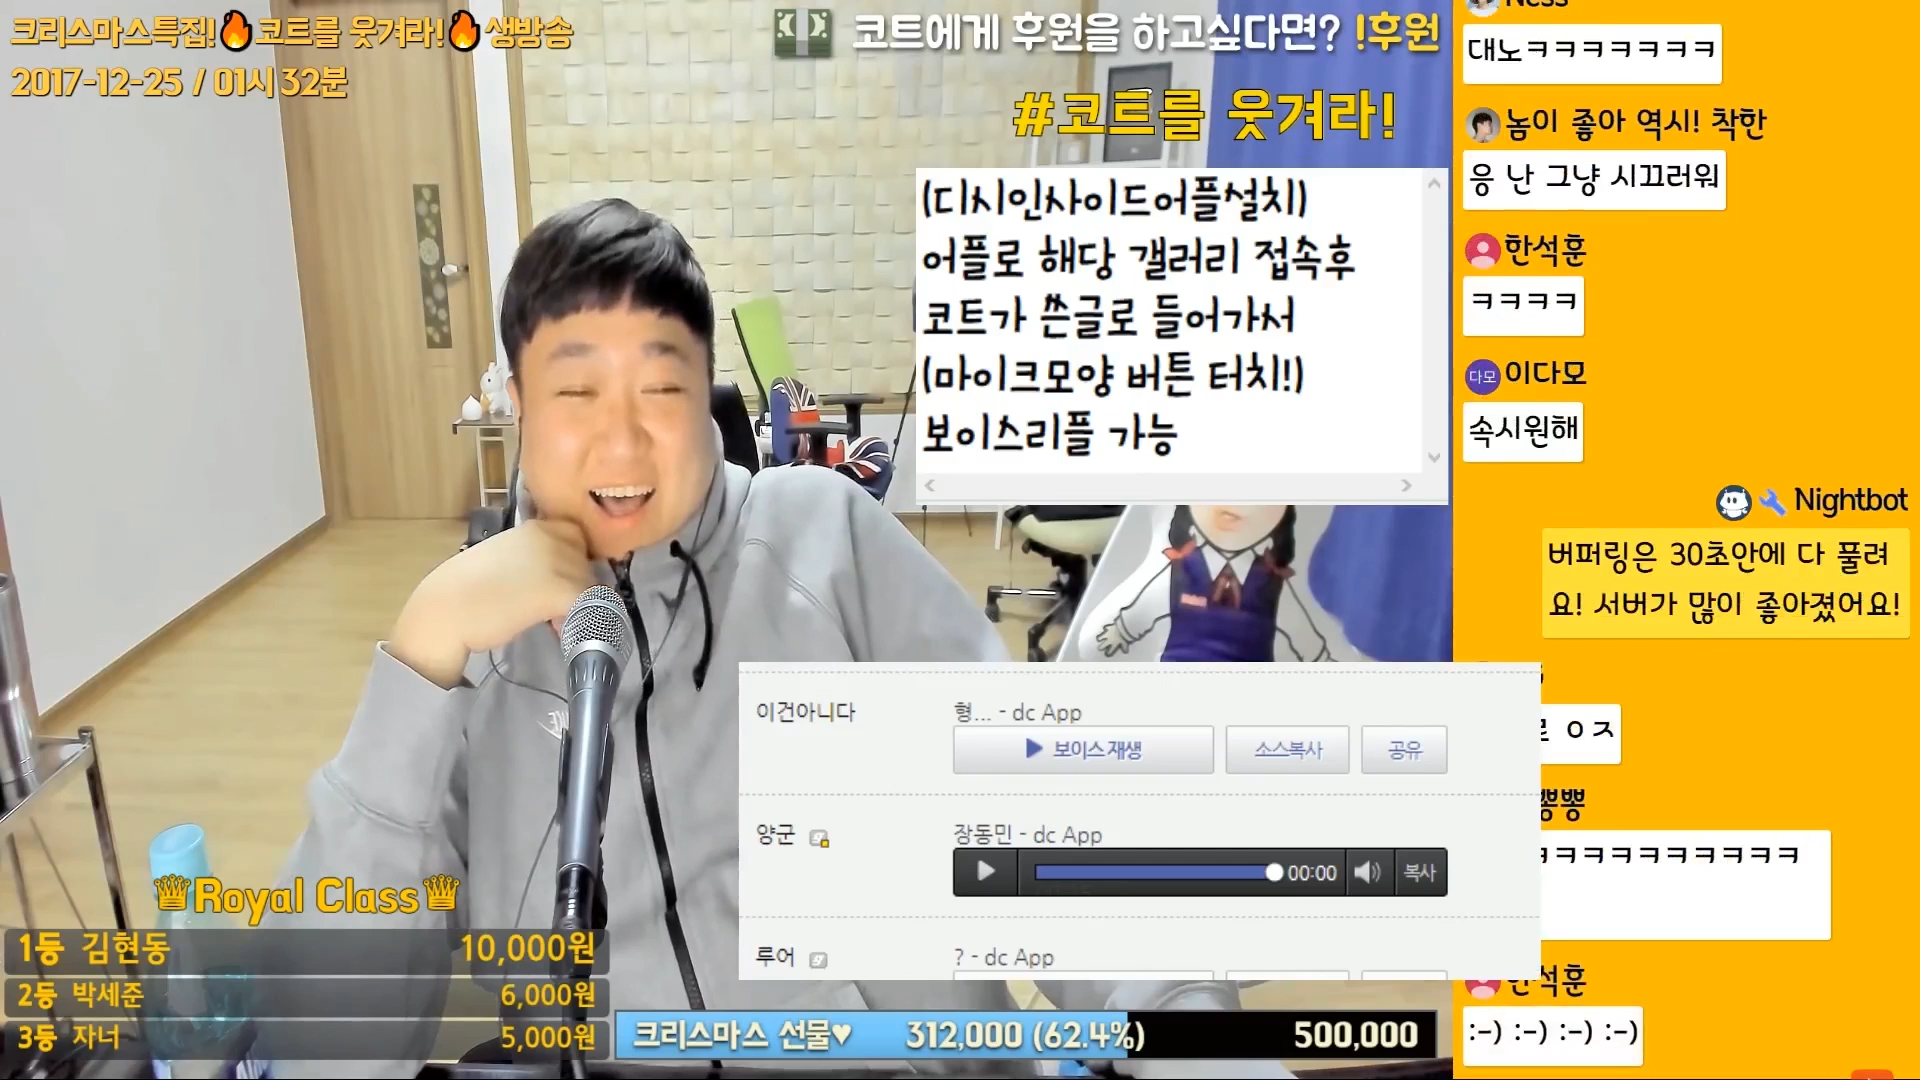 크리스마스특집!🔥코트를 웃겨라!🔥생방송
2017-12-25 / 01시 32분
코트에게 후원을 하고싶다면? !후원
#코트를 웃겨라!
(디시인사이드어플설치)
어플로 해당 갤러리 접속후
코트가 쓴글로 들어가서
(마이크모양 버튼 터치!)
보이스리플 가능
이건아니다
형... - dc App
▶ 보이스 재생
소스복사
공유
양군
장동민 - dc App
00:00
복사
루어
? - dc App
♛Royal Class♛
1등 김현동 10,000원
2등 박세준 6,000원
3등 자녀 5,000원
크리스마스 선물♥ 312,000 (62.4%) 500,000
Ness
대노ㅋㅋㅋㅋㅋㅋㅋ
놈이 좋아 역시! 착한
응 난 그냥 시끄러워
한석훈
ㅋㅋㅋㅋ
다모
이다모
속시원해
Nightbot
버퍼링은 30초안에 다 풀려
요! 서버가 많이 좋아졌어요!
ㅇㅈ
뽕뽕
ㅋㅋㅋㅋㅋㅋㅋㅋㅋ
한석훈
:-) :-) :-) :-)